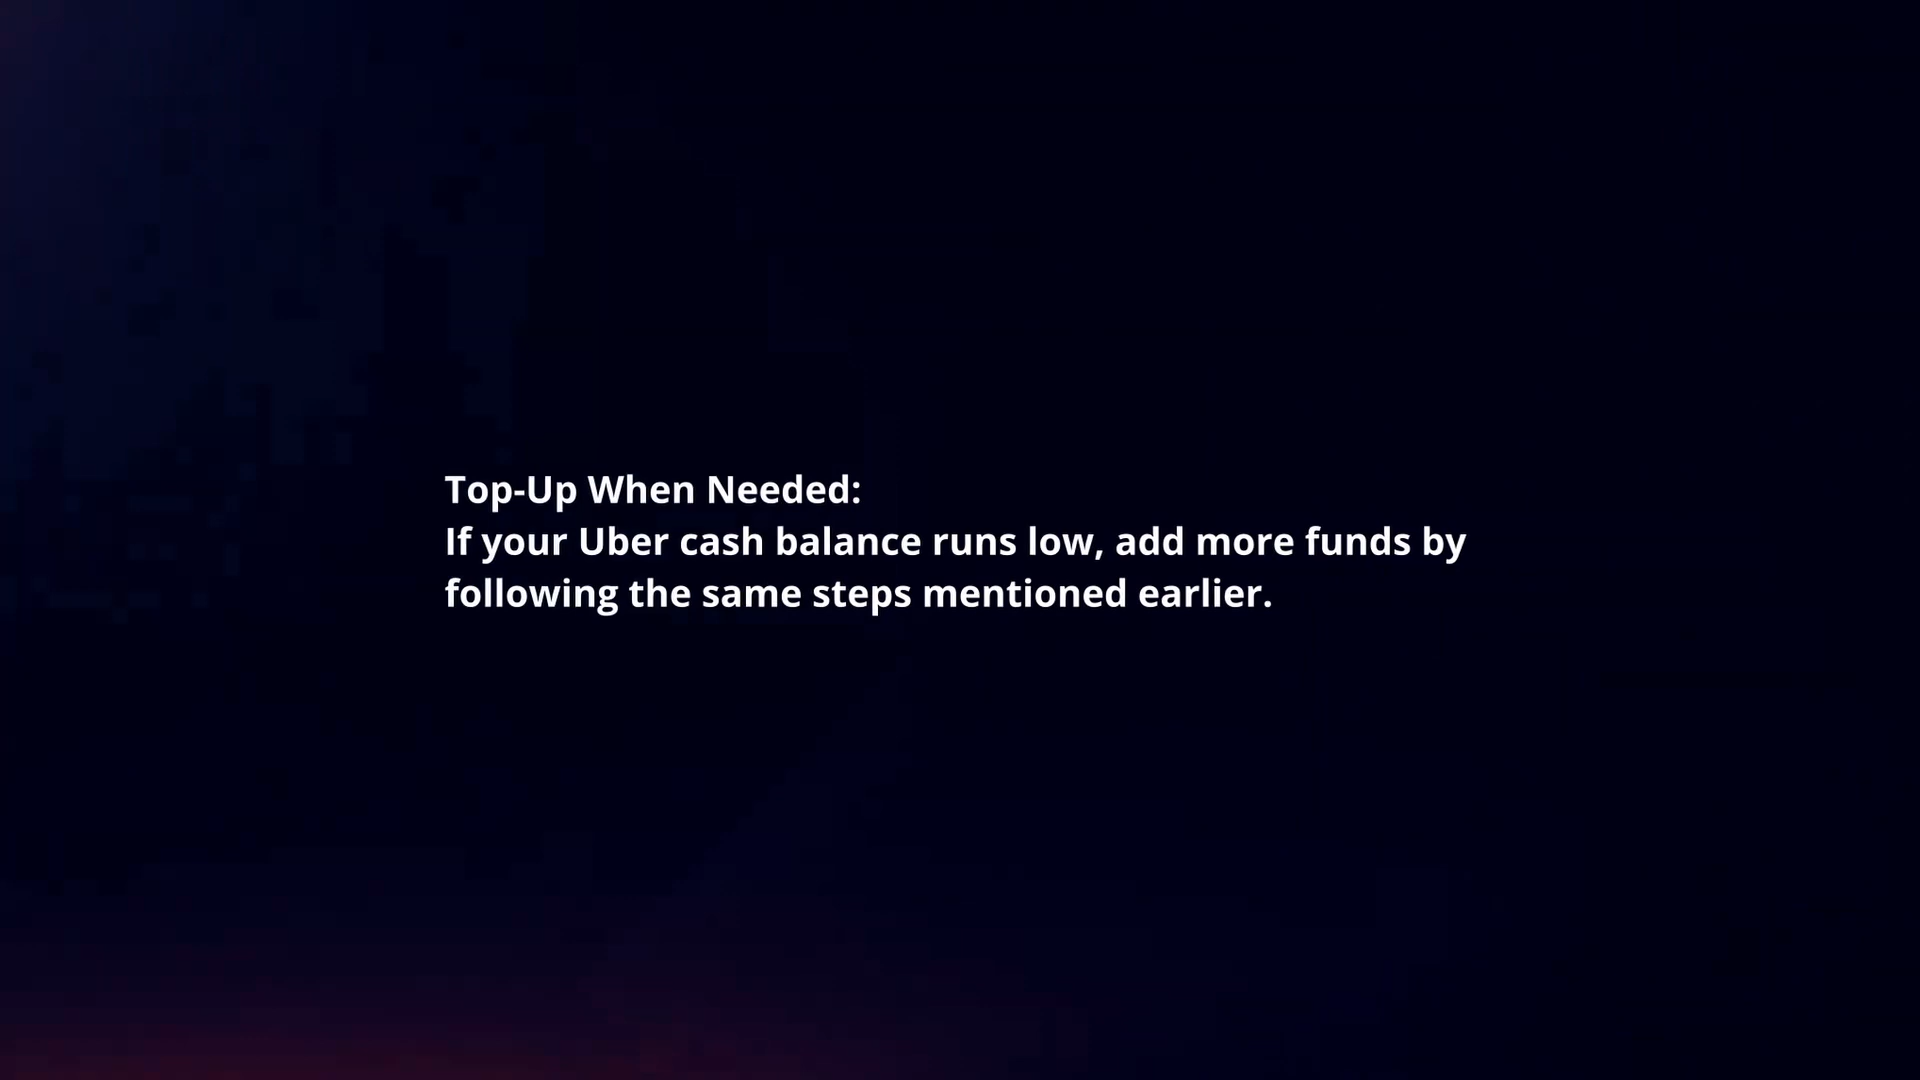 Top-Up When Needed:
If your Uber cash balance runs low, add more funds by
following the same steps mentioned earlier.